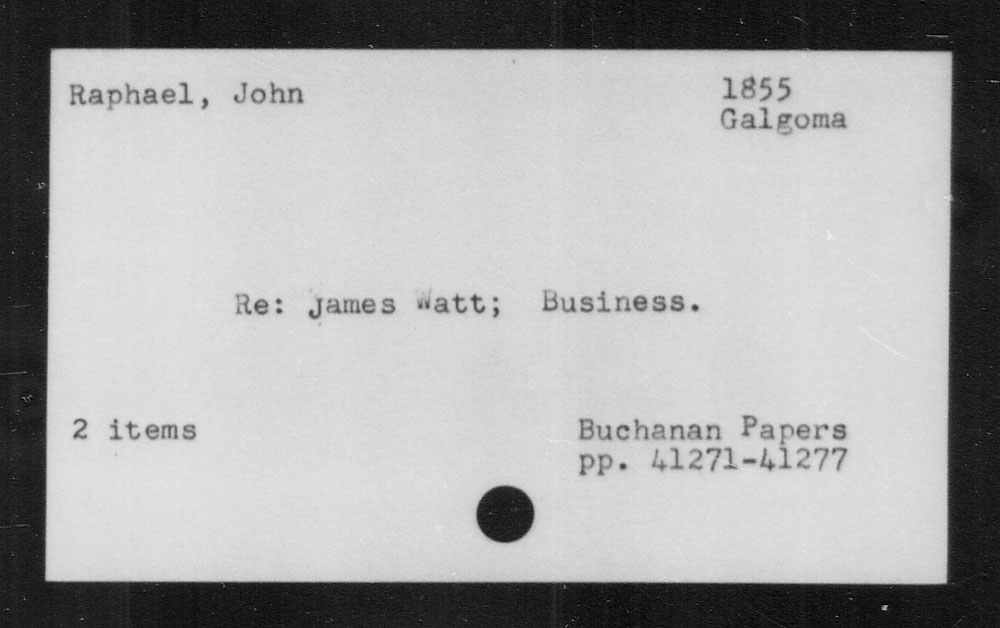 Raphael, John
1855
Galgoma
Re: James Watt; Business.
2 items
Buchanan Papers
pp. 41271-41277